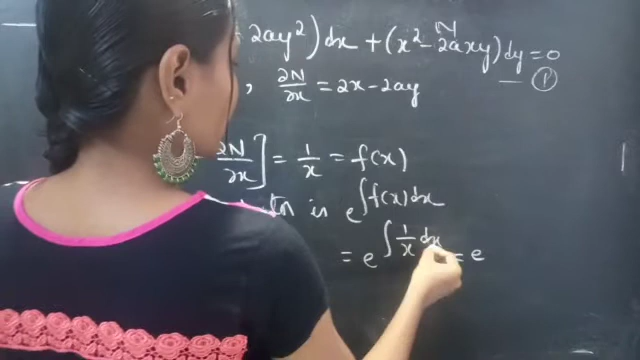 + 2ay²)dx + (x² - 2axy)dy = 0
N
— ①
, ∂N/∂x = 2x - 2ay
- ∂N/∂x] = 1/x = f(x)
is e^∫f(x)dx
= e^∫1/x dx = e